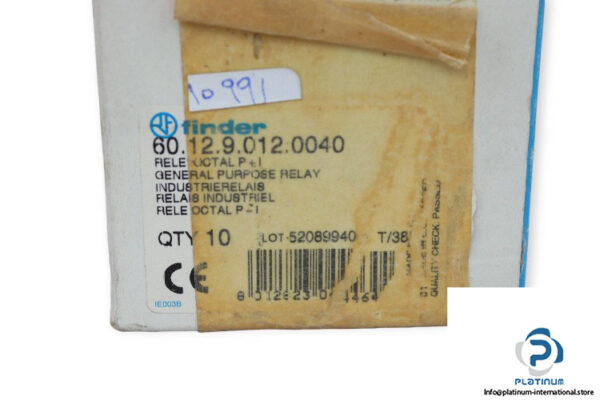 10991
finder
60.12.9.012.0040
RELE OCTAL P+I
GENERAL PURPOSE RELAY
INDUSTRIERELAIS
RELAIS INDUSTRIEL
RELE OCTAL P+I
QTY 10 LOT-52089940 T/38
CE
IE003B
QUALITY CHECK: PASSED
PLATINUM
Info@platinum-international.store